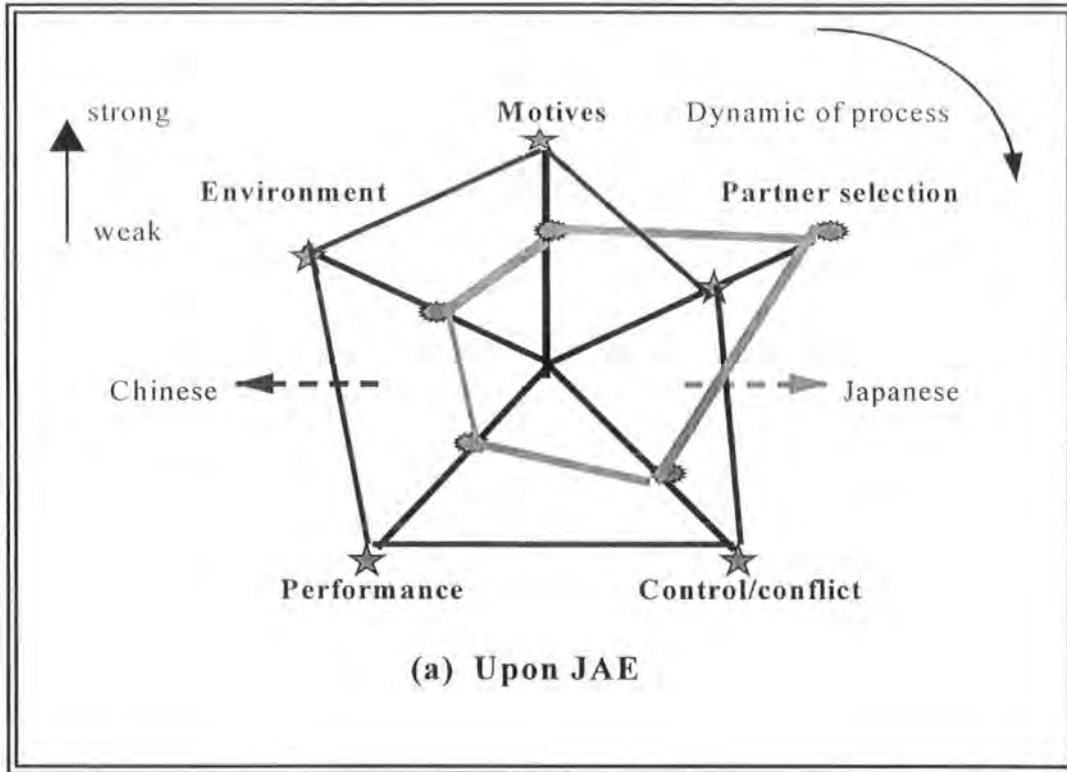 strong
Motives
Dynamic of process
Environment
Partner selection
weak
Chinese
Japanese
Performance
Control/conflict
(a) Upon JAE